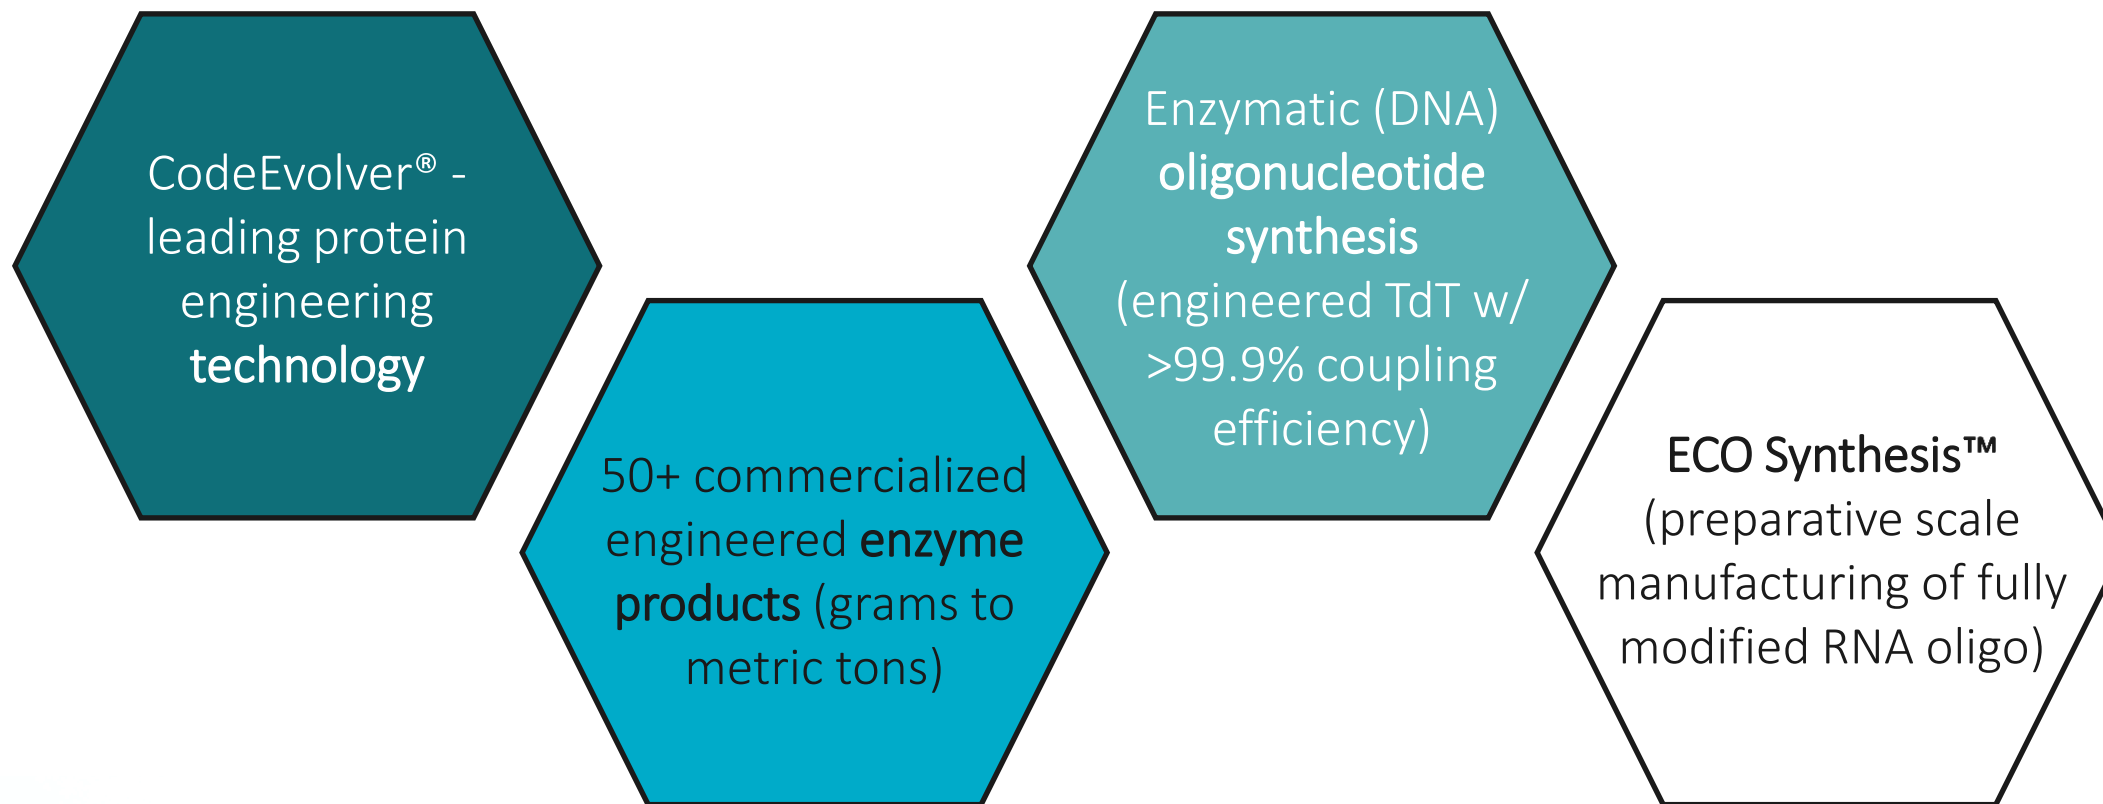 CodeEvolver® -
leading protein
engineering
technology
50+ commercialized
engineered enzyme
products (grams to
metric tons)
Enzymatic (DNA)
oligonucleotide
synthesis
(engineered TdT w/
>99.9% coupling
efficiency)
ECO Synthesis™
(preparative scale
manufacturing of fully
modified RNA oligo)